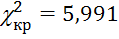 χ²кр = 5,991